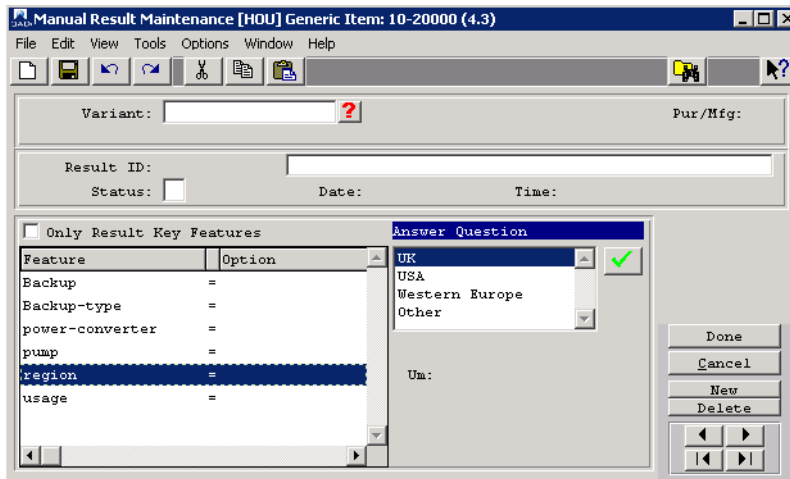 Manual Result Maintenance [HOU] Generic Item: 10-20000 (4.3)
File Edit View Tools Options Window Help
Variant: ? Pur/Mfg:
Result ID:
Status: Date: Time:
Only Result Key Features
Feature Option
Backup =
Backup-type =
power-converter =
pump =
region =
usage =
Answer Question
UK
USA
Western Europe
Other
Um:
Done
Cancel
New
Delete